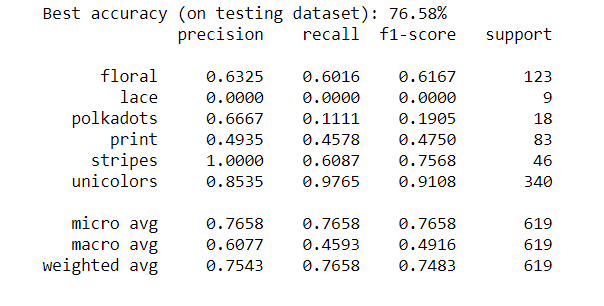 Best accuracy (on testing dataset): 76.58%
precision recall f1-score support
floral 0.6325 0.6016 0.6167 123
lace 0.0000 0.0000 0.0000 9
polkadots 0.6667 0.1111 0.1905 18
print 0.4935 0.4578 0.4750 83
stripes 1.0000 0.6087 0.7568 46
unicolors 0.8535 0.9765 0.9108 340
micro avg 0.7658 0.7658 0.7658 619
macro avg 0.6077 0.4593 0.4916 619
weighted avg 0.7543 0.7658 0.7483 619